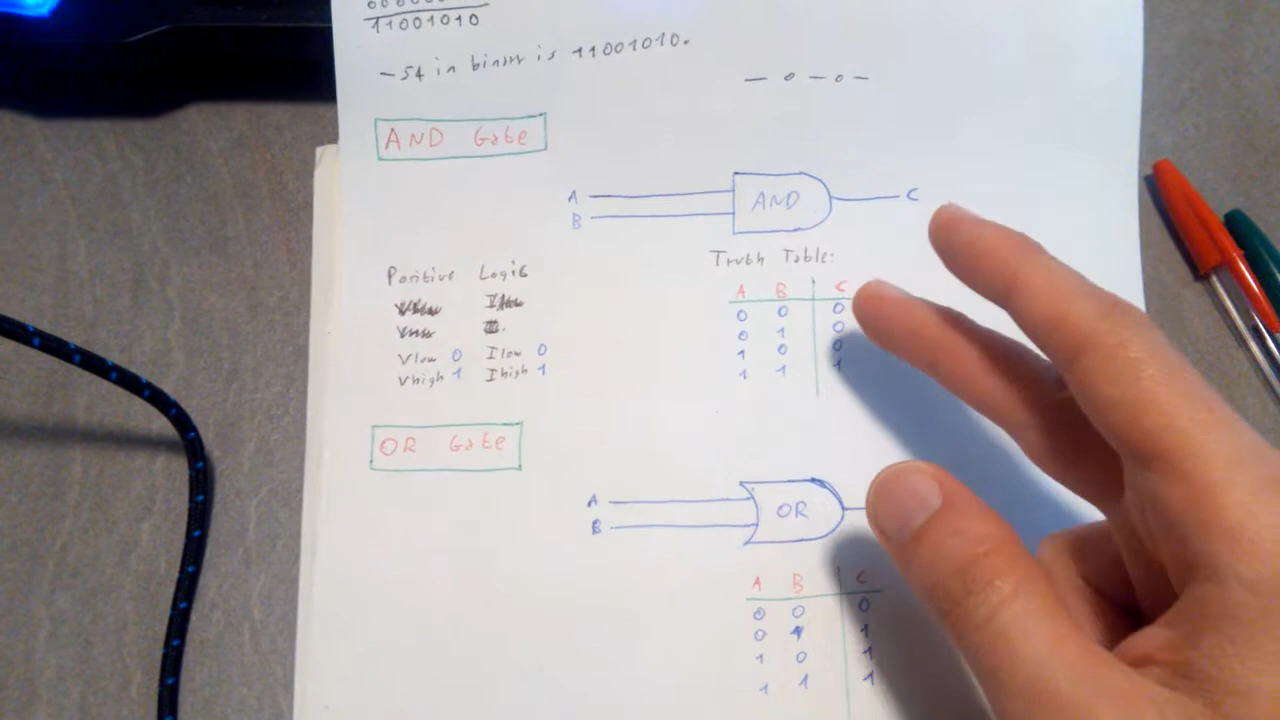 11001010
-54 in binary is 11001010.
AND Gate
A
B
AND
C
Positive Logic
Vlow 0 Ilow 0
Vhigh 1 Ihigh 1
Truth Table:
A B C
0 0 0
0 1 0
1 0 0
1 1 1
OR Gate
A
B
OR
A B C
0 0 0
0 1 1
1 0 1
1 1 1